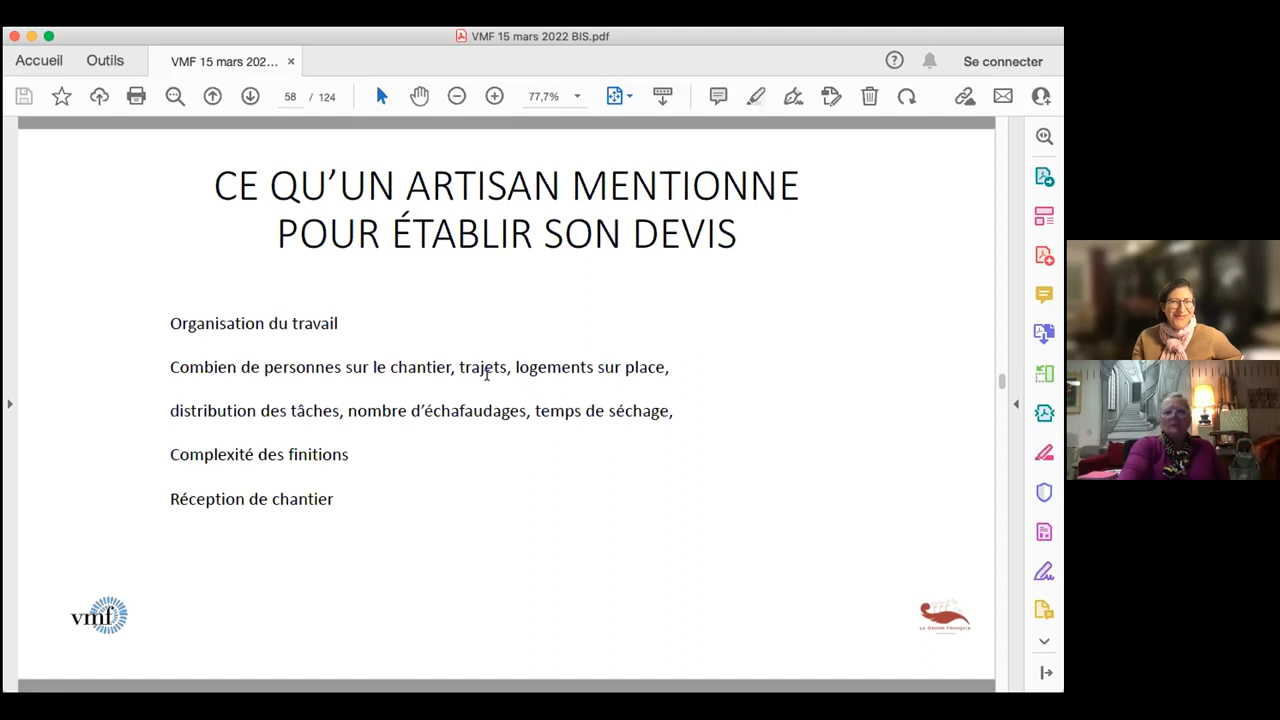 VMF 15 mars 2022 BIS.pdf
Accueil Outils VMF 15 mars 202... × Se connecter
58 / 124 77,7%
CE QU’UN ARTISAN MENTIONNE
POUR ÉTABLIR SON DEVIS
Organisation du travail
Combien de personnes sur le chantier, trajets, logements sur place,
distribution des tâches, nombre d’échafaudages, temps de séchage,
Complexité des finitions
Réception de chantier
vmf